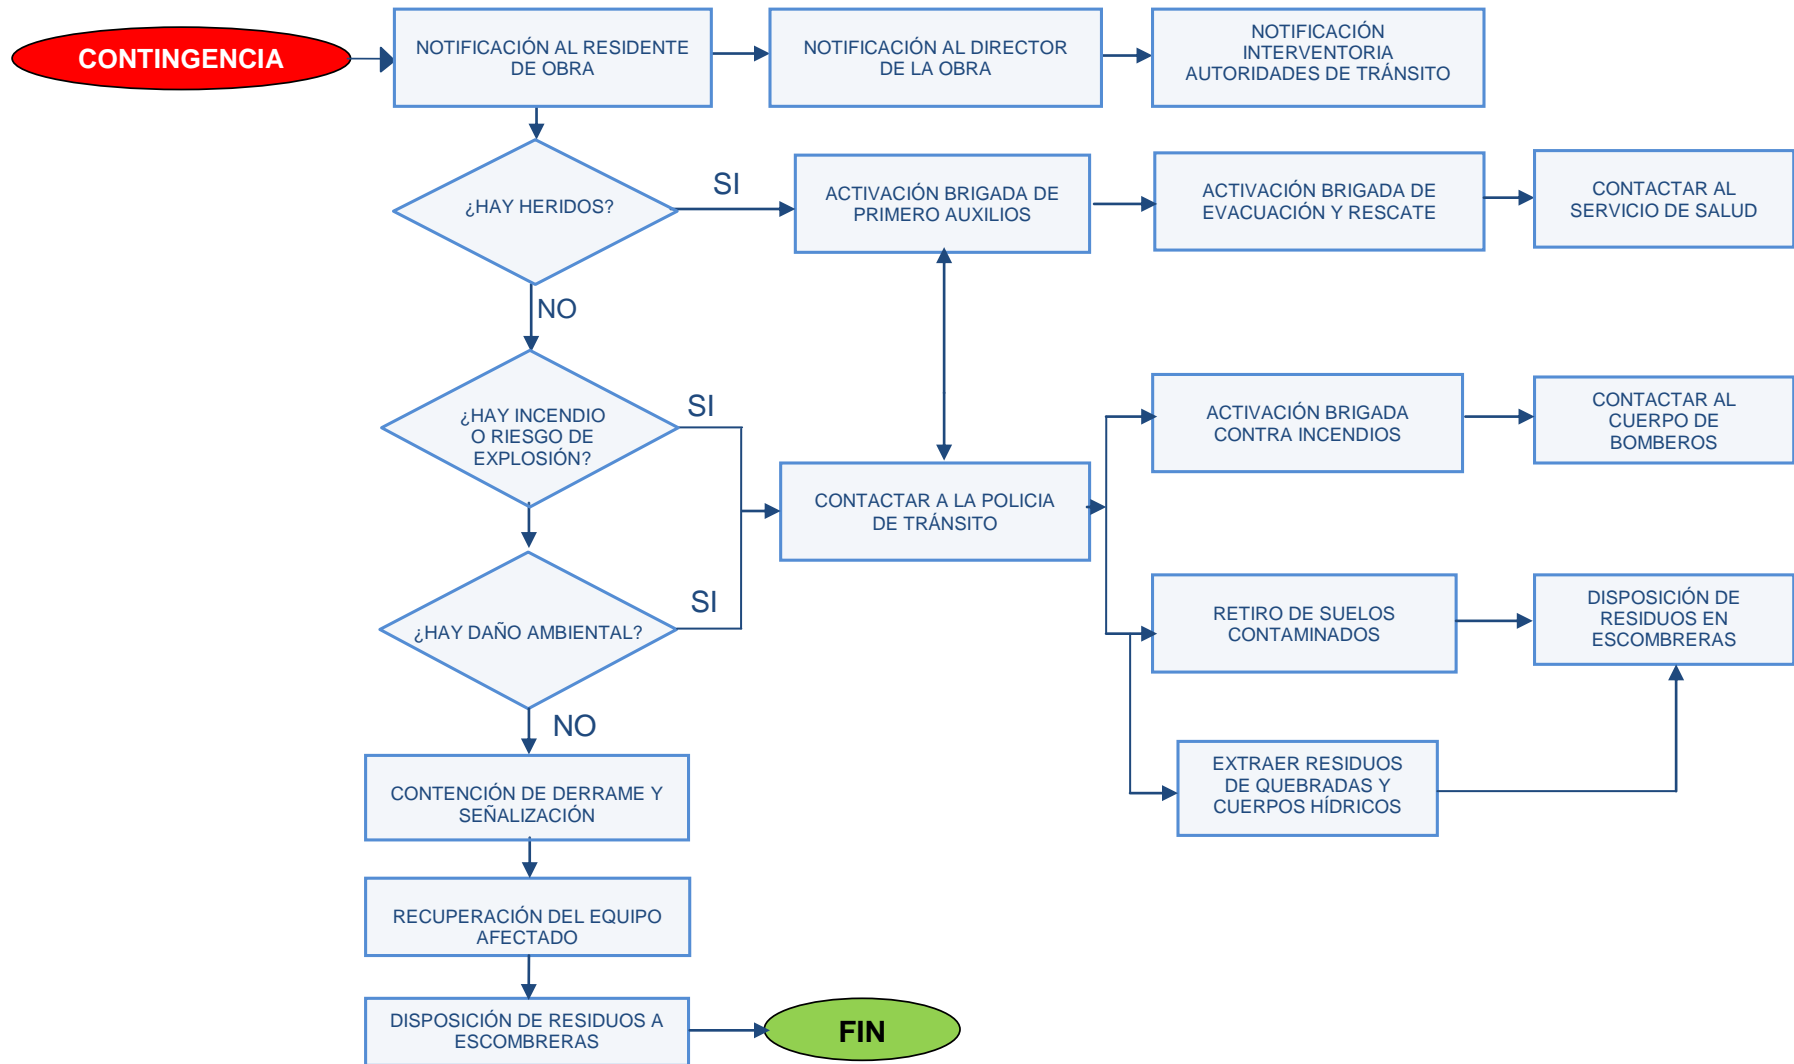 CONTINGENCIA
NOTIFICACIÓN AL RESIDENTE
DE OBRA
NOTIFICACIÓN AL DIRECTOR
DE LA OBRA
NOTIFICACIÓN
INTERVENTORIA
AUTORIDADES DE TRÁNSITO
¿HAY HERIDOS?
SI
ACTIVACIÓN BRIGADA DE
PRIMERO AUXILIOS
ACTIVACIÓN BRIGADA DE
EVACUACIÓN Y RESCATE
CONTACTAR AL
SERVICIO DE SALUD
NO
¿HAY INCENDIO
O RIESGO DE
EXPLOSIÓN?
SI
CONTACTAR A LA POLICIA
DE TRÁNSITO
ACTIVACIÓN BRIGADA
CONTRA INCENDIOS
CONTACTAR AL
CUERPO DE
BOMBEROS
¿HAY DAÑO AMBIENTAL?
SI
RETIRO DE SUELOS
CONTAMINADOS
DISPOSICIÓN DE
RESIDUOS EN
ESCOMBRERAS
NO
EXTRAER RESIDUOS
DE QUEBRADAS Y
CUERPOS HÍDRICOS
CONTENCIÓN DE DERRAME Y
SEÑALIZACIÓN
RECUPERACIÓN DEL EQUIPO
AFECTADO
DISPOSICIÓN DE RESIDUOS A
ESCOMBRERAS
FIN